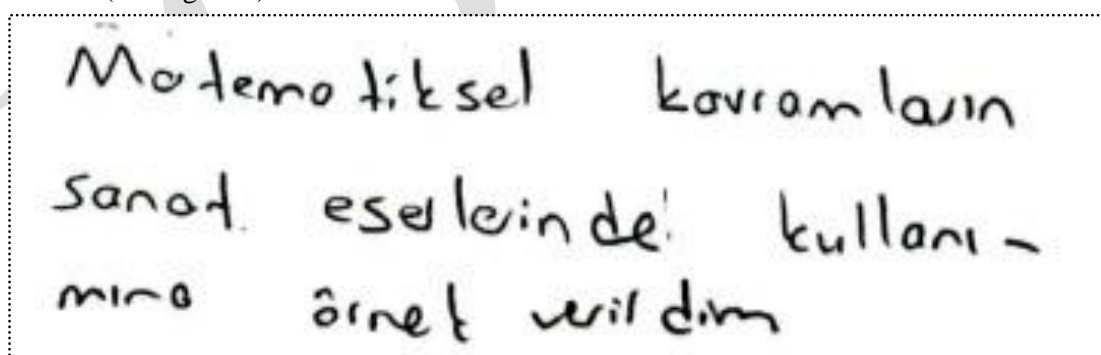 Matematiksel kavramların
sanat eserlerinde kullanı-
mına örnek verildim